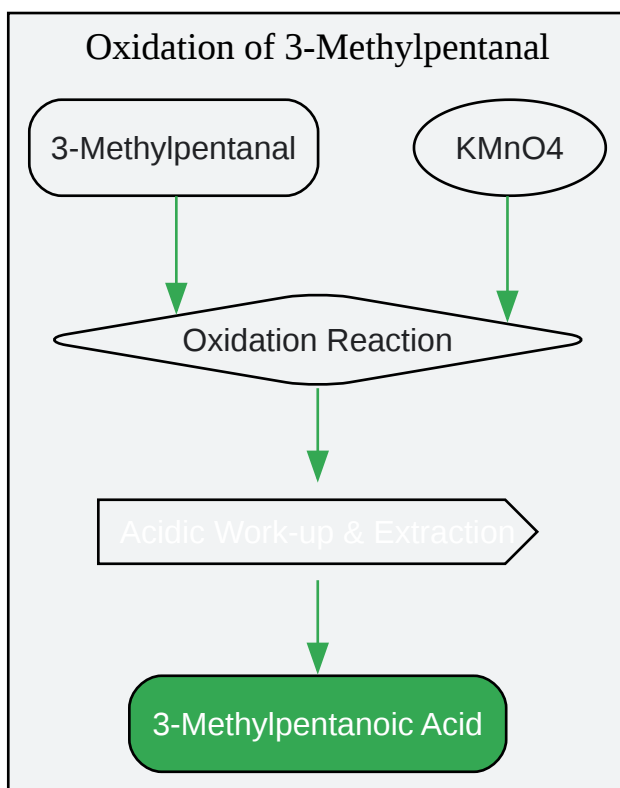 Oxidation of 3-Methylpentanal
3-Methylpentanal
KMnO4
Oxidation Reaction
Acidic Work-up & Extraction
3-Methylpentanoic Acid